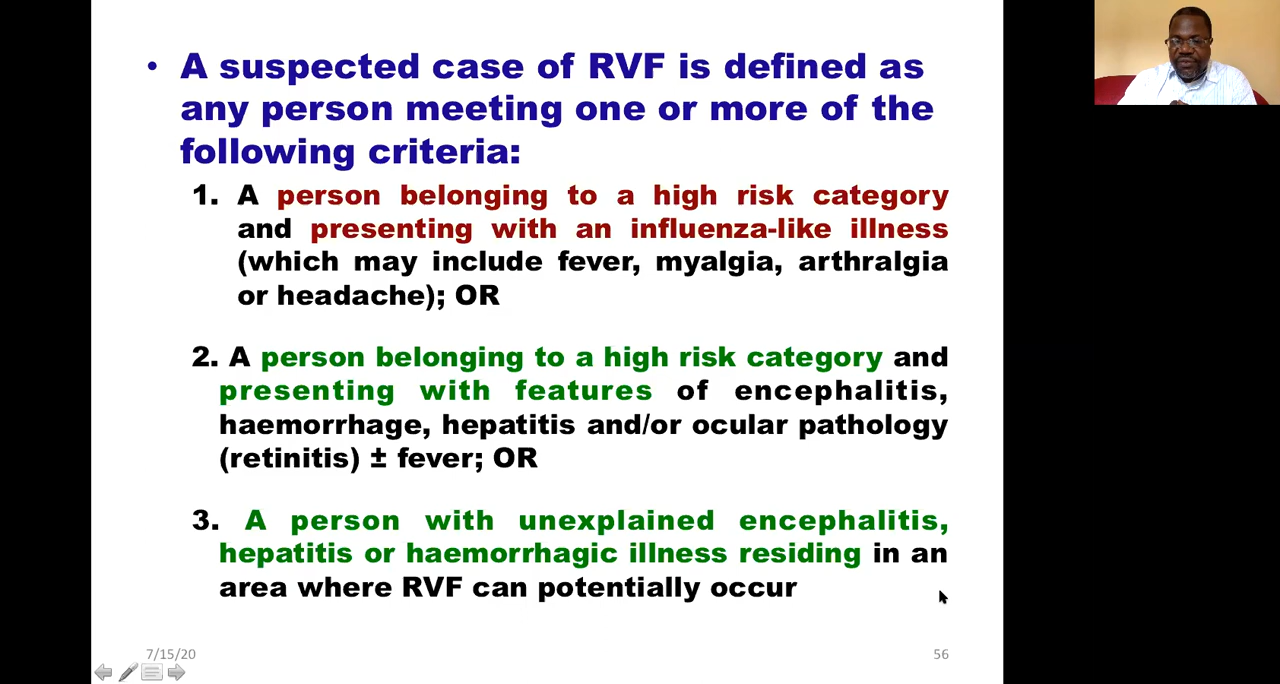 • A suspected case of RVF is defined as
any person meeting one or more of the
following criteria:
1. A person belonging to a high risk category
and presenting with an influenza-like illness
(which may include fever, myalgia, arthralgia
or headache); OR
2. A person belonging to a high risk category and
presenting with features of encephalitis,
haemorrhage, hepatitis and/or ocular pathology
(retinitis) ± fever; OR
3. A person with unexplained encephalitis,
hepatitis or haemorrhagic illness residing in an
area where RVF can potentially occur
7/15/20
56